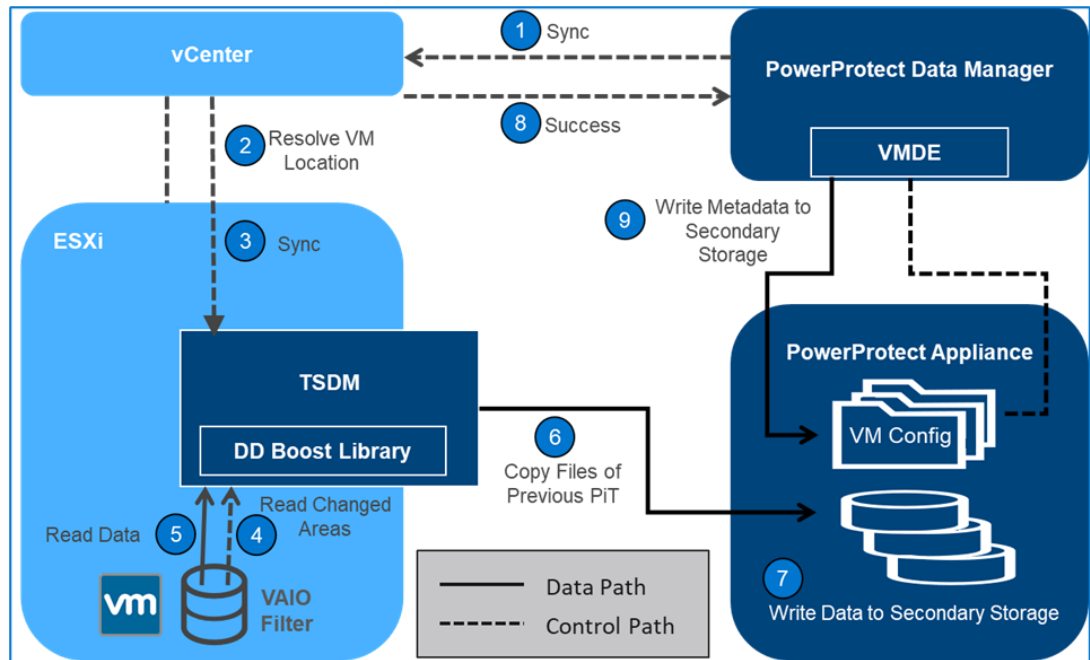 1
Sync
vCenter
PowerProtect Data Manager
8
Success
2
Resolve VM
Location
VMDE
9
Write Metadata to
Secondary
Storage
ESXi
3
Sync
PowerProtect Appliance
TSDM
VM Config
DD Boost Library
6
Copy Files of
Previous PiT
Read Data
5
4
Read Changed
Areas
vm
VAIO
Filter
Data Path
Control Path
7
Write Data to Secondary Storage